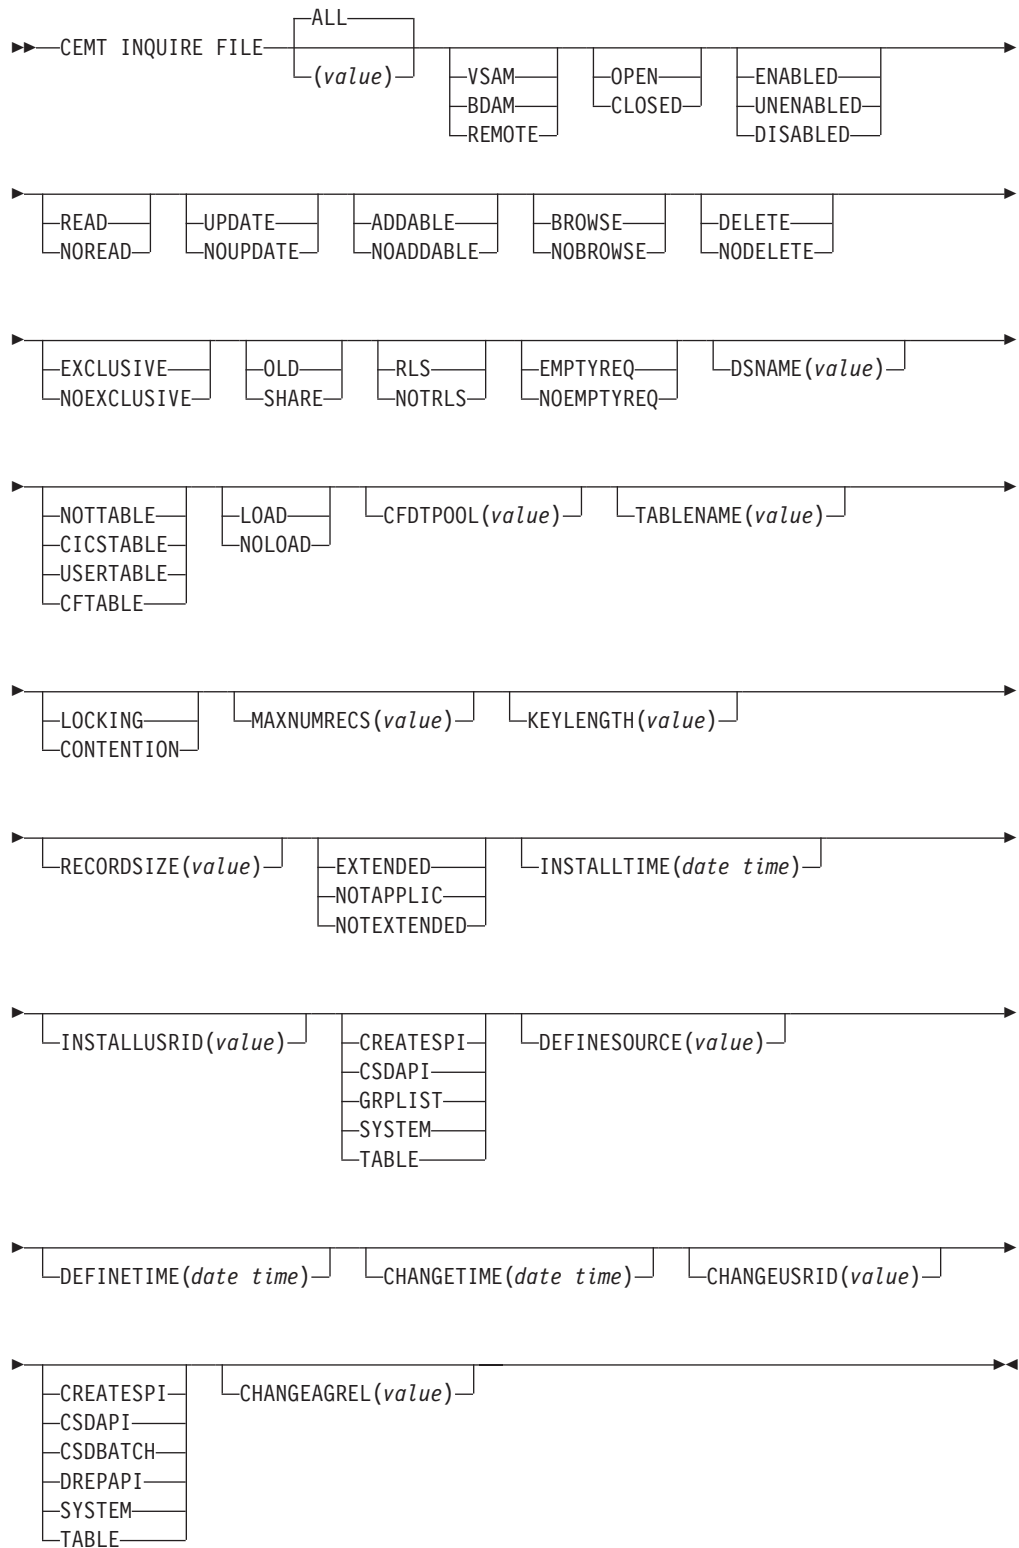 ALL
CEMT INQUIRE FILE
(value)
VSAM
BDAM
REMOTE
OPEN
CLOSED
ENABLED
UNENABLED
DISABLED
READ
NOREAD
UPDATE
NOUPDATE
ADDABLE
NOADDABLE
BROWSE
NOBROWSE
DELETE
NODELETE
EXCLUSIVE
NOEXCLUSIVE
OLD
SHARE
RLS
NOTRLS
EMPTYREQ
NOEMPTYREQ
DSNAME(value)
NOTTABLE
CICSTABLE
USERTABLE
CFTABLE
LOAD
NOLOAD
CFDTPOOL(value)
TABLENAME(value)
LOCKING
CONTENTION
MAXNUMRECS(value)
KEYLENGTH(value)
RECORDSIZE(value)
EXTENDED
NOTAPPLIC
NOTEXTENDED
INSTALLTIME(date time)
INSTALLUSRID(value)
CREATESPI
CSDAPI
GRPLIST
SYSTEM
TABLE
DEFINESOURCE(value)
DEFINETIME(date time)
CHANGETIME(date time)
CHANGEUSRID(value)
CREATESPI
CSDAPI
CSDBATCH
DREPAPI
SYSTEM
TABLE
CHANGEAGREL(value)